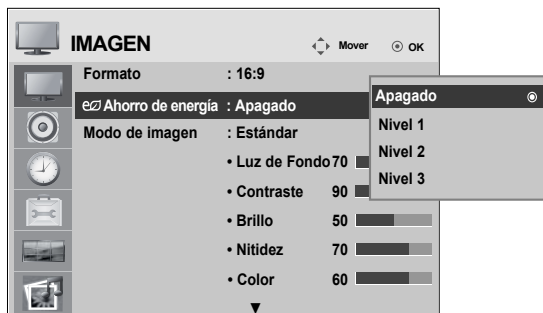 IMAGEN
Mover
OK
Formato : 16:9
Ahorro de energía : Apagado
Modo de imagen : Estándar
• Luz de Fondo 70
• Contraste 90
• Brillo 50
• Nitidez 70
• Color 60
▼
Apagado
Nivel 1
Nivel 2
Nivel 3